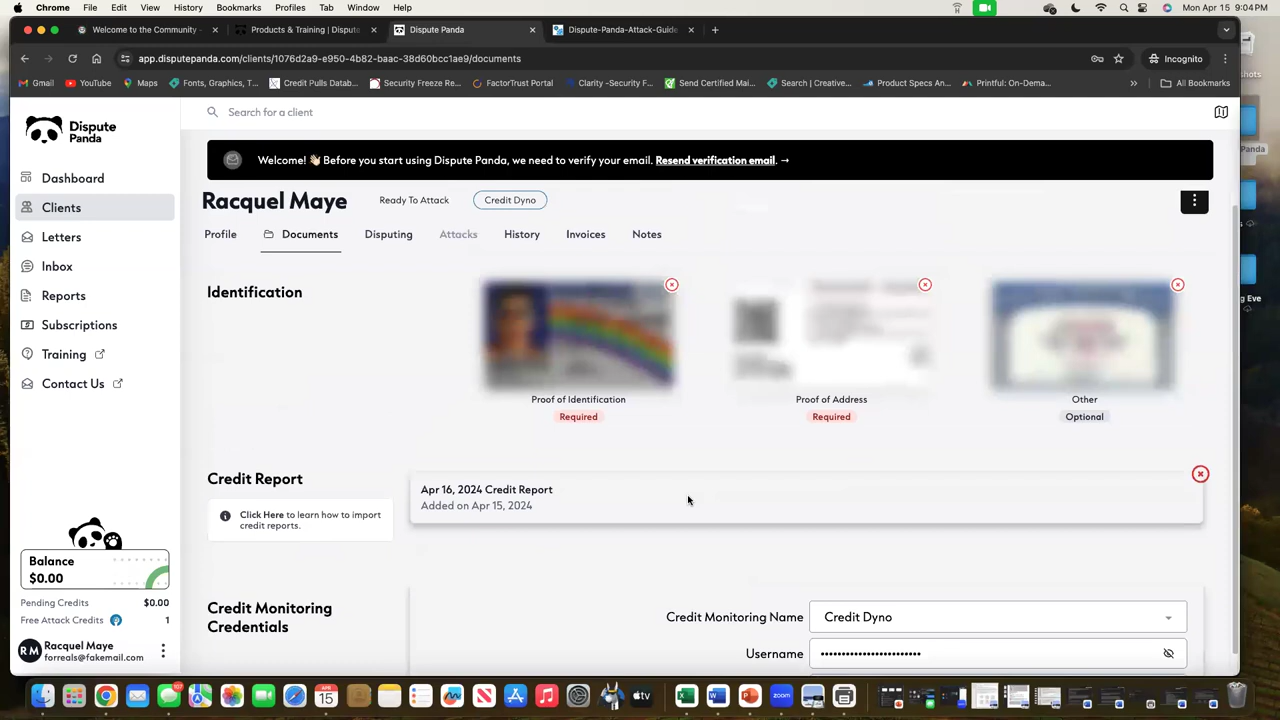 Chrome File Edit View History Bookmarks Profiles Tab Window Help Mon Apr 15 9:04 PM
Welcome to the Community - Products & Training | Dispute Dispute Panda Dispute-Panda-Attack-Guide
app.disputepanda.com/clients/1076d2a9-e950-4b82-baac-38d60bcc1ae9/documents Incognito
Gmail YouTube Maps Fonts, Graphics, T... Credit Pulls Datab... Security Freeze Re... FactorTrust Portal Clarity -Security F... Send Certified Mai... Search | Creative... Product Specs An... Printful: On-Dema... » All Bookmarks
Dispute Panda
Search for a client
Welcome! 👋🏻 Before you start using Dispute Panda, we need to verify your email. Resend verification email. →
Dashboard
Clients
Letters
Inbox
Reports
Subscriptions
Training
Contact Us
Racquel Maye Ready To Attack Credit Dyno
Profile Documents Disputing Attacks History Invoices Notes
Identification
Proof of Identification Proof of Address Other
Required Required Optional
Credit Report
Click Here to learn how to import
credit reports.
Apr 16, 2024 Credit Report
Added on Apr 15, 2024
Credit Monitoring
Credentials
Credit Monitoring Name Credit Dyno
Username ••••••••••••••••••••••••
Balance
$0.00
Pending Credits $0.00
Free Attack Credits 1
RM Racquel Maye
forreals@fakemail.com